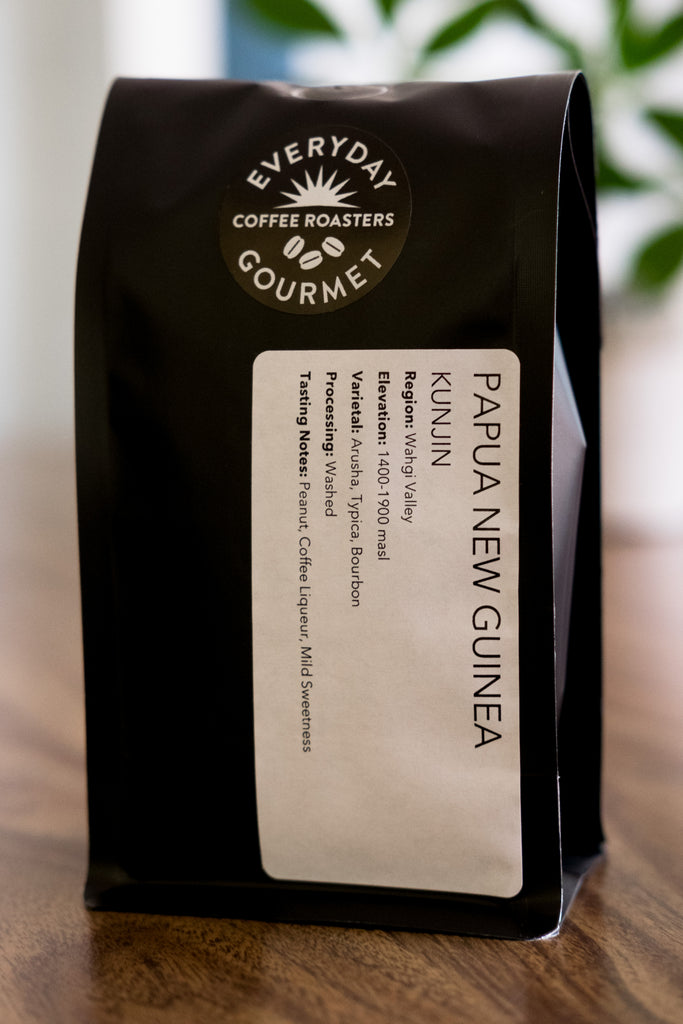 EVERYDAY
COFFEE ROASTERS
GOURMET
PAPUA NEW GUINEA
KUNJIN
Region: Wahgi Valley
Elevation: 1400-1900 masl
Varietal: Arusha, Typica, Bourbon
Processing: Washed
Tasting Notes: Peanut, Coffee Liqueur, Mild Sweetness